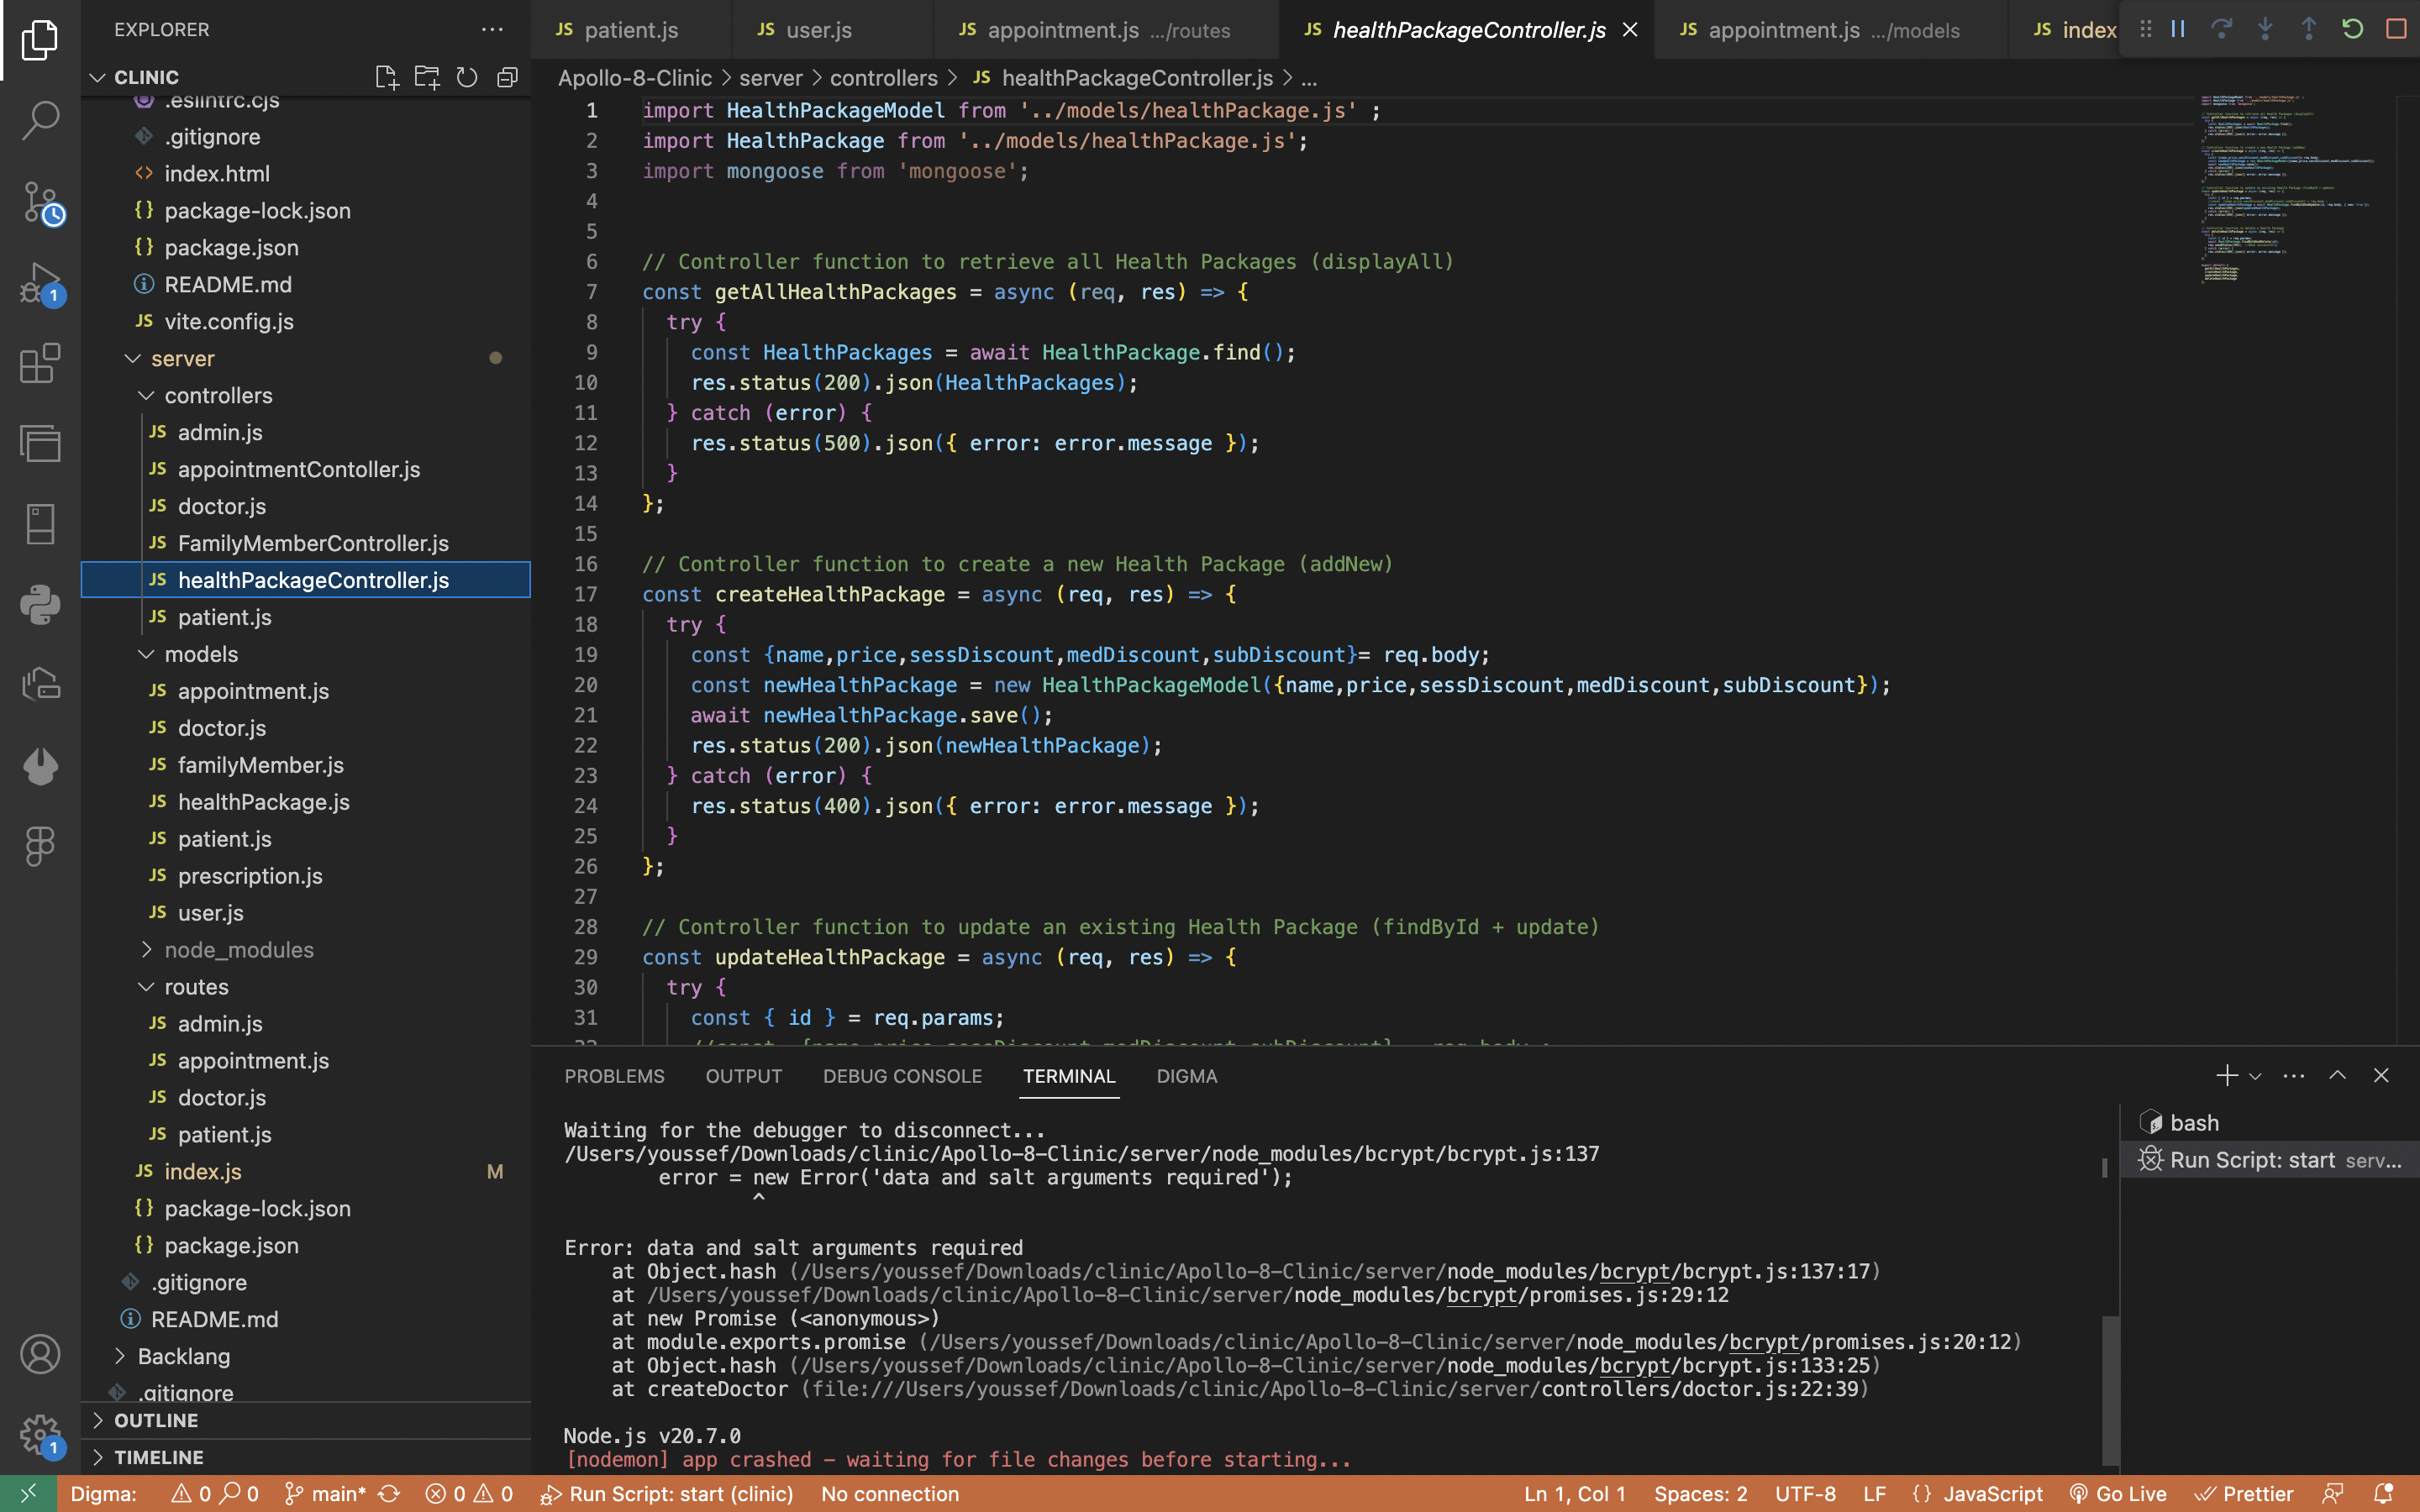 EXPLORER
CLINIC
.eslintrc.cjs
.gitignore
index.html
package-lock.json
package.json
README.md
vite.config.js
server
controllers
admin.js
appointmentContoller.js
doctor.js
FamilyMemberController.js
healthPackageController.js
patient.js
models
appointment.js
doctor.js
familyMember.js
healthPackage.js
patient.js
prescription.js
user.js
node_modules
routes
admin.js
appointment.js
doctor.js
patient.js
index.js M
package-lock.json
package.json
.gitignore
README.md
Backlang
.gitignore
OUTLINE
TIMELINE
1
1
JS patient.js JS user.js JS appointment.js .../routes JS healthPackageController.js JS appointment.js .../models JS index
Apollo-8-Clinic > server > controllers > JS healthPackageController.js > ...
1 import HealthPackageModel from '../models/healthPackage.js' ;
2 import HealthPackage from '../models/healthPackage.js';
3 import mongoose from 'mongoose';
4
5
6 // Controller function to retrieve all Health Packages (displayAll)
7 const getAllHealthPackages = async (req, res) => {
8 try {
9 const HealthPackages = await HealthPackage.find();
10 res.status(200).json(HealthPackages);
11 } catch (error) {
12 res.status(500).json({ error: error.message });
13 }
14 };
15
16 // Controller function to create a new Health Package (addNew)
17 const createHealthPackage = async (req, res) => {
18 try {
19 const {name,price,sessDiscount,medDiscount,subDiscount}= req.body;
20 const newHealthPackage = new HealthPackageModel({name,price,sessDiscount,medDiscount,subDiscount});
21 await newHealthPackage.save();
22 res.status(200).json(newHealthPackage);
23 } catch (error) {
24 res.status(400).json({ error: error.message });
25 }
26 };
27
28 // Controller function to update an existing Health Package (findById + update)
29 const updateHealthPackage = async (req, res) => {
30 try {
31 const { id } = req.params;
PROBLEMS OUTPUT DEBUG CONSOLE TERMINAL DIGMA
Waiting for the debugger to disconnect...
/Users/youssef/Downloads/clinic/Apollo-8-Clinic/server/node_modules/bcrypt/bcrypt.js:137
error = new Error('data and salt arguments required');
^
Error: data and salt arguments required
at Object.hash (/Users/youssef/Downloads/clinic/Apollo-8-Clinic/server/node_modules/bcrypt/bcrypt.js:137:17)
at /Users/youssef/Downloads/clinic/Apollo-8-Clinic/server/node_modules/bcrypt/promises.js:29:12
at new Promise (<anonymous>)
at module.exports.promise (/Users/youssef/Downloads/clinic/Apollo-8-Clinic/server/node_modules/bcrypt/promises.js:20:12)
at Object.hash (/Users/youssef/Downloads/clinic/Apollo-8-Clinic/server/node_modules/bcrypt/bcrypt.js:133:25)
at createDoctor (file:///Users/youssef/Downloads/clinic/Apollo-8-Clinic/server/controllers/doctor.js:22:39)
Node.js v20.7.0
[nodemon] app crashed - waiting for file changes before starting...
bash
Run Script: start serv...
Digma: 0 0 main* 0 0 Run Script: start (clinic) No connection Ln 1, Col 1 Spaces: 2 UTF-8 LF {} JavaScript Go Live Prettier